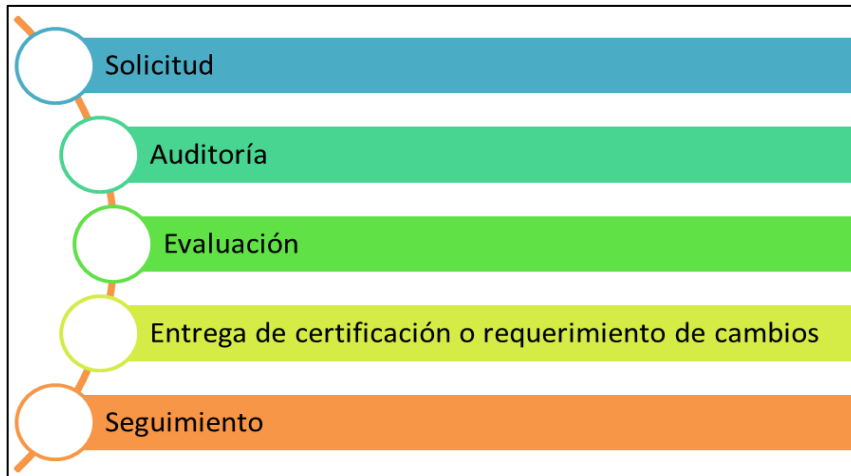 Solicitud
Auditoría
Evaluación
Entrega de certificación o requerimiento de cambios
Seguimiento